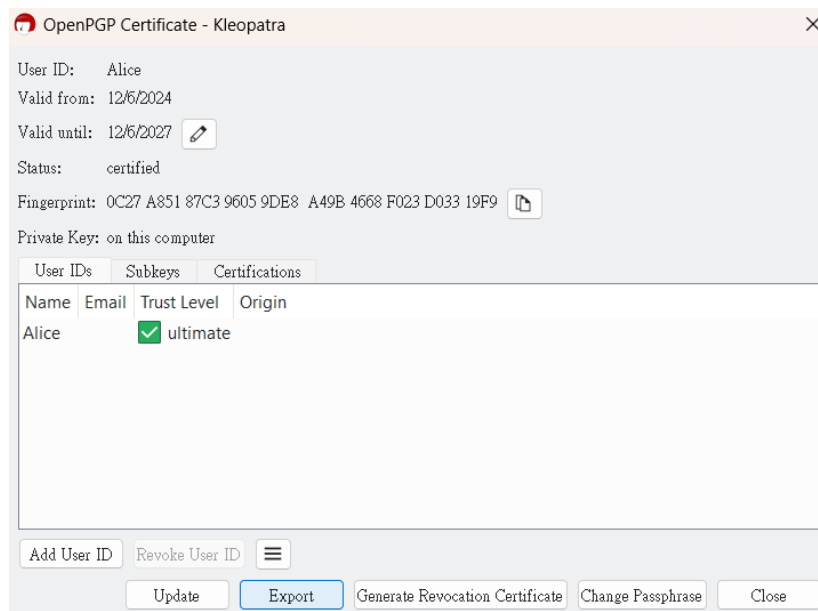 OpenPGP Certificate - Kleopatra
User ID: Alice
Valid from: 12/6/2024
Valid until: 12/6/2027
Status: certified
Fingerprint: 0C27 A851 87C3 9605 9DE8 A49B 4668 F023 D033 19F9
Private Key: on this computer
User IDs Subkeys Certifications
Name Email Trust Level Origin
Alice ultimate
Add User ID Revoke User ID
Update Export Generate Revocation Certificate Change Passphrase Close